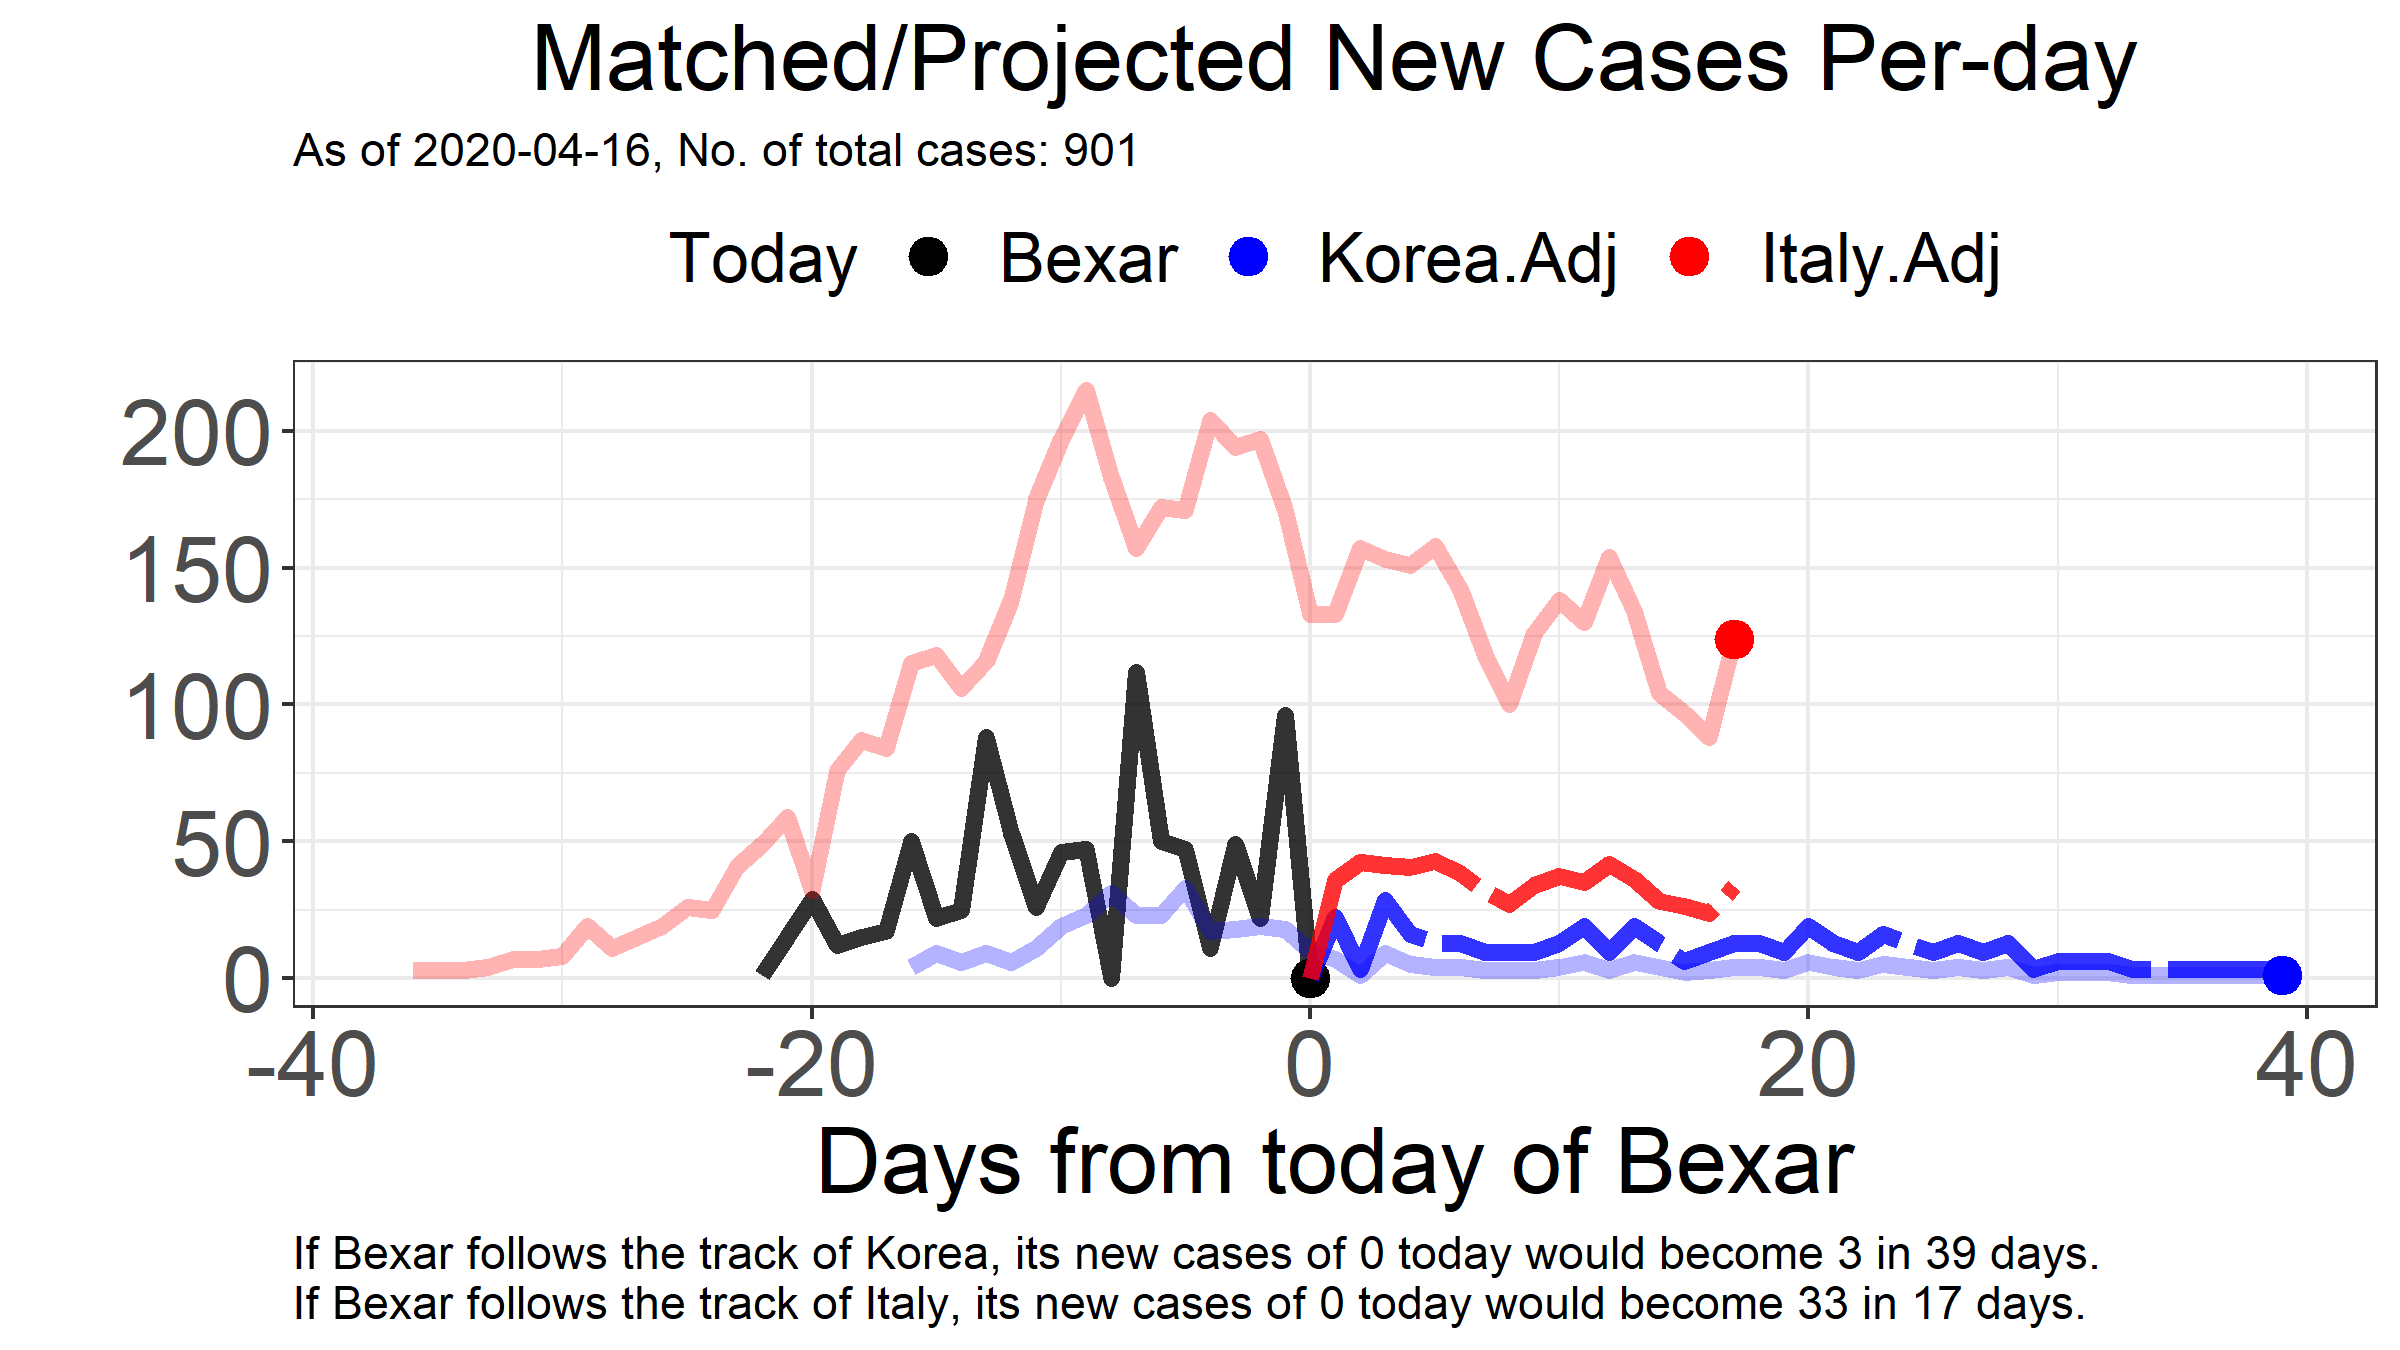 Matched/Projected New Cases Per-day
As of 2020-04-16, No. of total cases: 901
Today Bexar Korea.Adj Italy.Adj
200
150
100
50
0
-40 -20 0 20 40
Days from today of Bexar
If Bexar follows the track of Korea, its new cases of 0 today would become 3 in 39 days.
If Bexar follows the track of Italy, its new cases of 0 today would become 33 in 17 days.